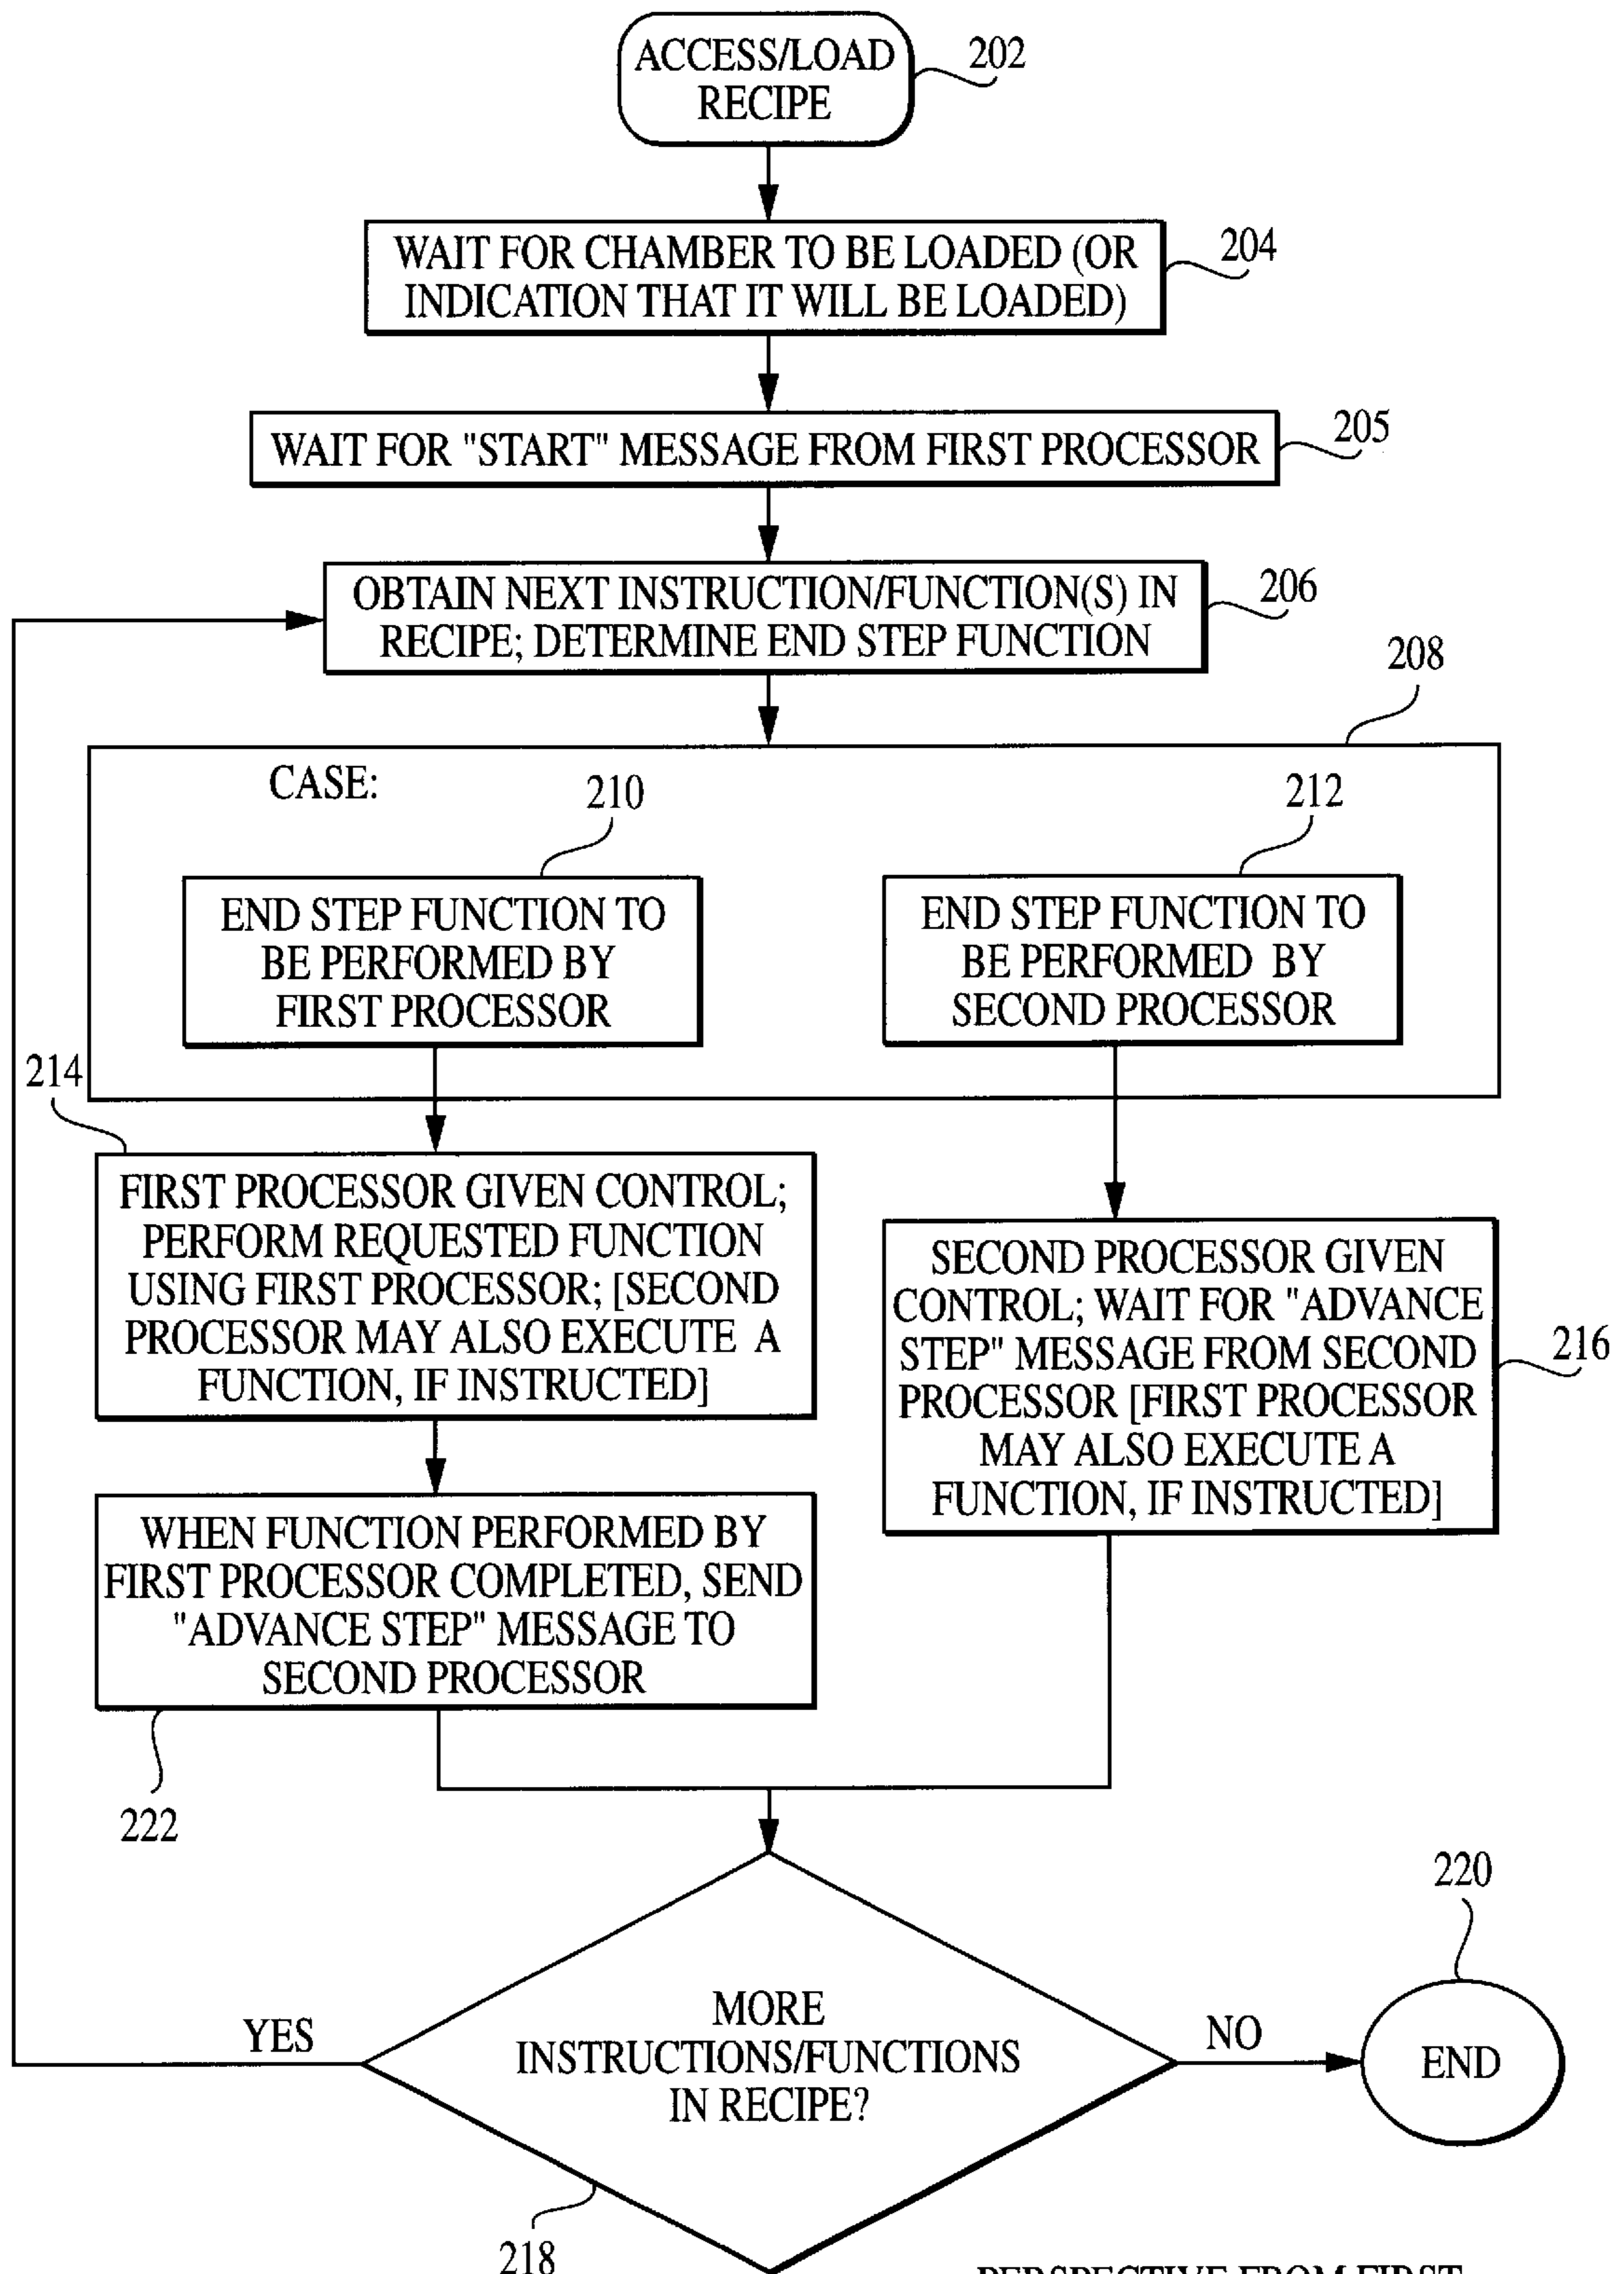 ACCESS/LOAD
RECIPE
202
WAIT FOR CHAMBER TO BE LOADED (OR
INDICATION THAT IT WILL BE LOADED)
204
WAIT FOR "START" MESSAGE FROM FIRST PROCESSOR
205
OBTAIN NEXT INSTRUCTION/FUNCTION(S) IN
RECIPE; DETERMINE END STEP FUNCTION
206
208
CASE:
210
212
END STEP FUNCTION TO
BE PERFORMED BY
FIRST PROCESSOR
END STEP FUNCTION TO
BE PERFORMED BY
SECOND PROCESSOR
214
FIRST PROCESSOR GIVEN CONTROL;
PERFORM REQUESTED FUNCTION
USING FIRST PROCESSOR; [SECOND
PROCESSOR MAY ALSO EXECUTE A
FUNCTION, IF INSTRUCTED]
SECOND PROCESSOR GIVEN
CONTROL; WAIT FOR "ADVANCE
STEP" MESSAGE FROM SECOND
PROCESSOR [FIRST PROCESSOR
MAY ALSO EXECUTE A
FUNCTION, IF INSTRUCTED]
216
WHEN FUNCTION PERFORMED BY
FIRST PROCESSOR COMPLETED, SEND
"ADVANCE STEP" MESSAGE TO
SECOND PROCESSOR
222
220
MORE
INSTRUCTIONS/FUNCTIONS
IN RECIPE?
YES
NO
END
218
PERSPECTIVE FROM FIRST